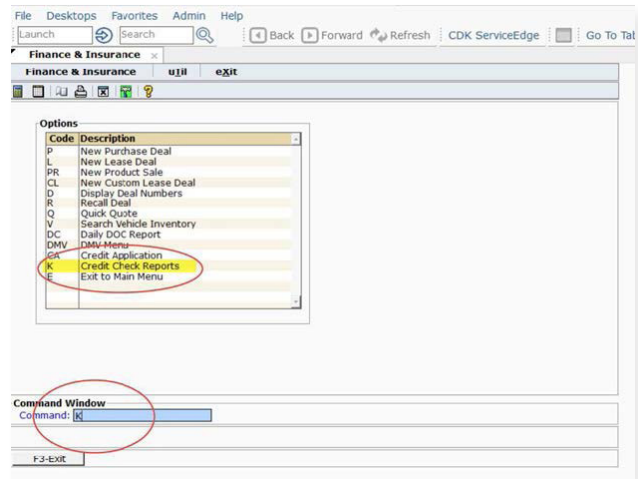 File Desktops Favorites Admin Help
Launch Search Back Forward Refresh CDK ServiceEdge Go To Tab
Finance & Insurance x
Finance & Insurance uIil eXit
Options
Code Description
P New Purchase Deal
L New Lease Deal
PR New Product Sale
CL New Custom Lease Deal
D Display Deal Numbers
R Recall Deal
Q Quick Quote
V Search Vehicle Inventory
DC Daily DOC Report
DMV DMV Menu
CA Credit Application
K Credit Check Reports
E Exit to Main Menu
Command Window
Command: K
F3-Exit